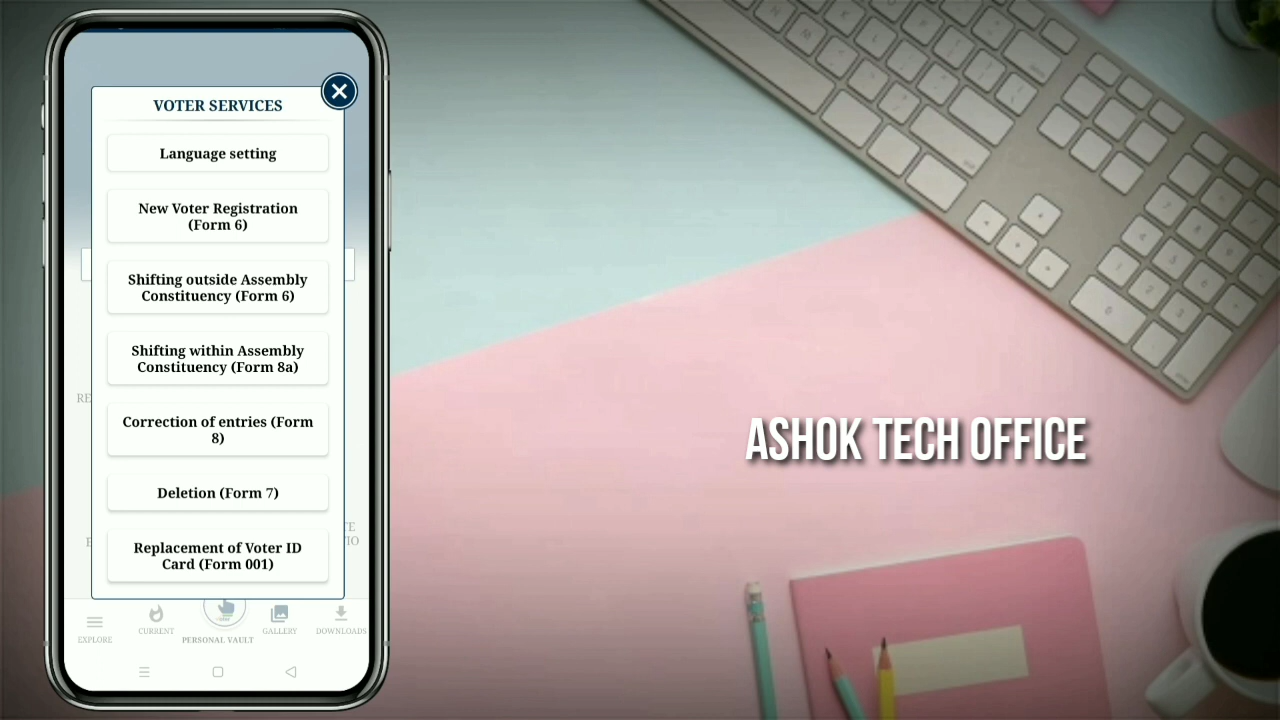 VOTER SERVICES
Language setting
New Voter Registration
(Form 6)
Shifting outside Assembly
Constituency (Form 6)
Shifting within Assembly
Constituency (Form 8a)
Correction of entries (Form
8)
Deletion (Form 7)
Replacement of Voter ID
Card (Form 001)
EXPLORE
CURRENT
PERSONAL VAULT
GALLERY
DOWNLOADS
ASHOK TECH OFFICE